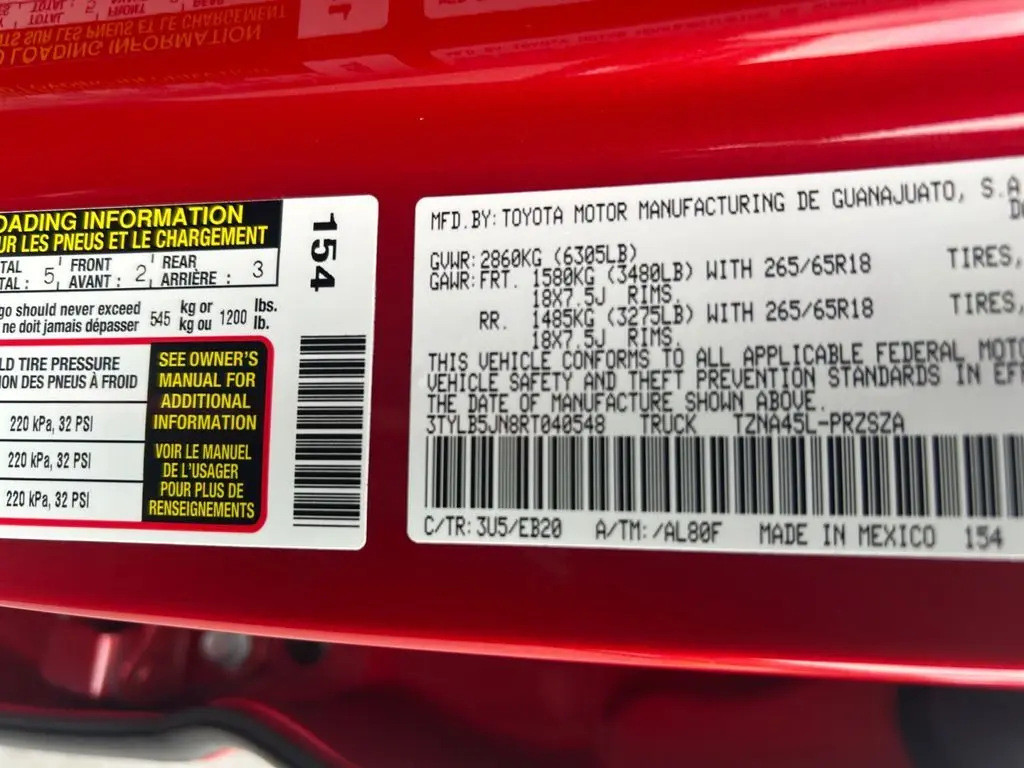 OADING INFORMATION
UR LES PNEUS ET LE CHARGEMENT
TAL 5 FRONT 2 REAR 3
TAL : AVANT : ARRIÈRE :
go should never exceed 545 kg or 1200 lbs.
ne doit jamais dépasser kg ou lb.
LD TIRE PRESSURE
ION DES PNEUS À FROID
220 kPa, 32 PSI
220 kPa, 32 PSI
220 kPa, 32 PSI
SEE OWNER'S
MANUAL FOR
ADDITIONAL
INFORMATION
VOIR LE MANUEL
DE L'USAGER
POUR PLUS DE
RENSEIGNEMENTS
154
MFD.BY:TOYOTA MOTOR MANUFACTURING DE GUANAJUATO, S.A
GVWR:2860KG (6305LB)
GAWR:FRT. 1580KG (3480LB) WITH 265/65R18 TIRES,
18X7.5J RIMS.
RR. 1485KG (3275LB) WITH 265/65R18 TIRES,
18X7.5J RIMS.
THIS VEHICLE CONFORMS TO ALL APPLICABLE FEDERAL MOTO
VEHICLE SAFETY AND THEFT PREVENTION STANDARDS IN EFF
THE DATE OF MANUFACTURE SHOWN ABOVE.
3TYLB5JN8RT040548 TRUCK TZNA45L-PRZSZA
C/TR:3U5/EB20 A/TM:/AL80F MADE IN MEXICO 154